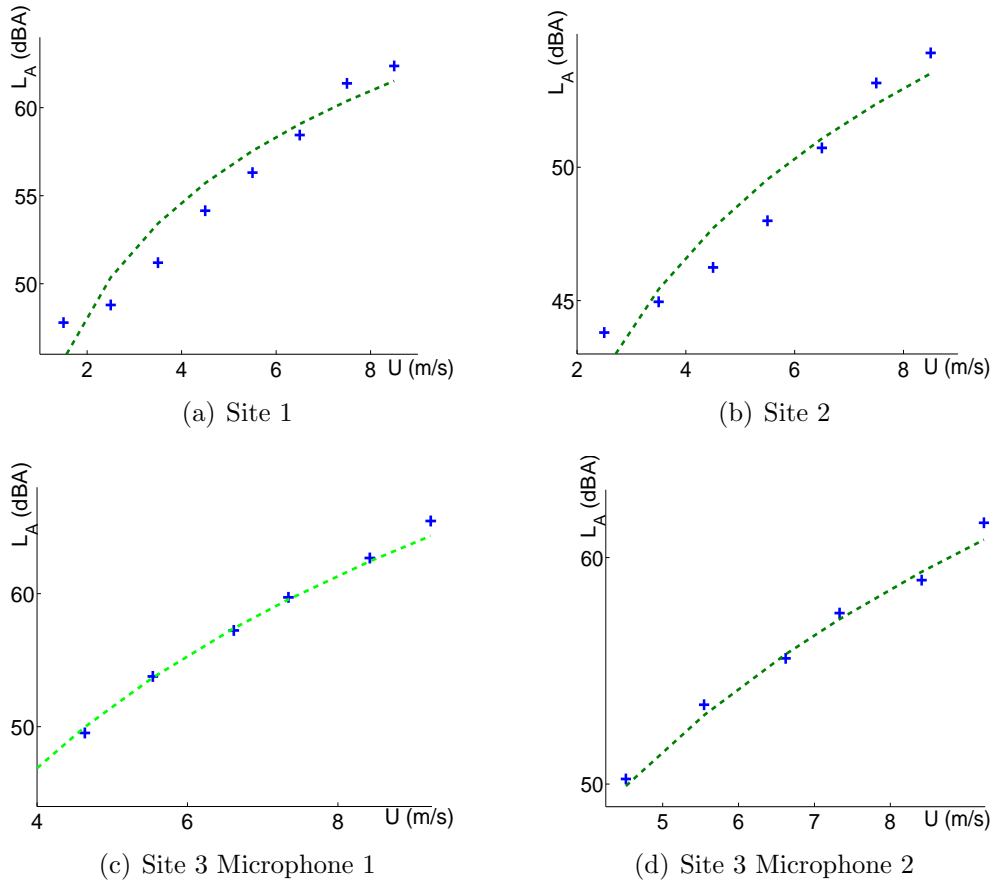 L_A (dBA)
60
55
50
2 4 6 8 U (m/s)
(a) Site 1
L_A (dBA)
50
45
2 4 6 8 U (m/s)
(b) Site 2
L_A (dBA)
60
50
4 6 8 U (m/s)
(c) Site 3 Microphone 1
L_A (dBA)
60
50
5 6 7 8 U (m/s)
(d) Site 3 Microphone 2